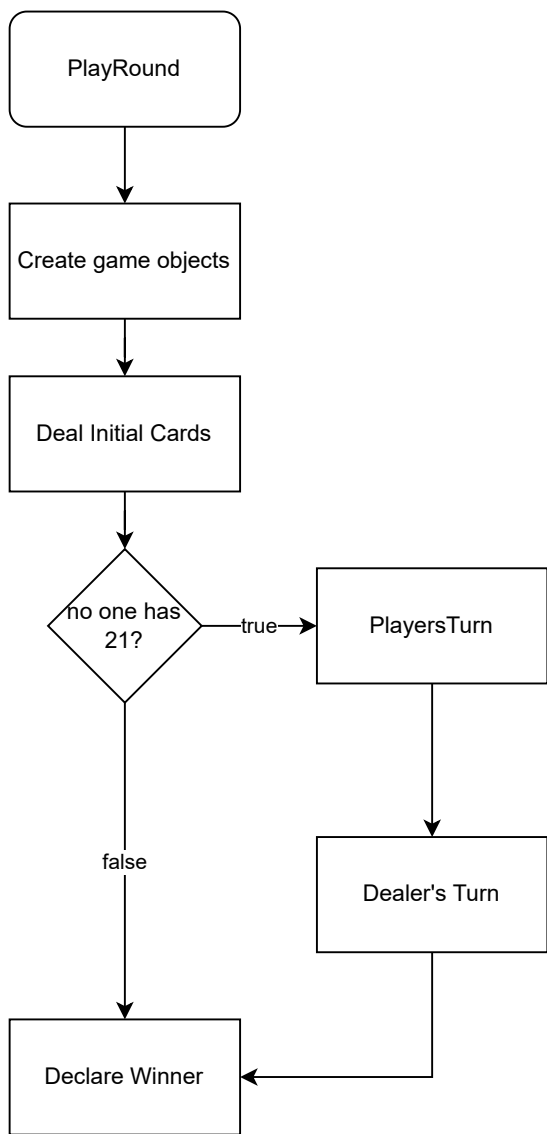 PlayRound
Create game objects
Deal Initial Cards
no one has
21?
true
PlayersTurn
Dealer's Turn
false
Declare Winner